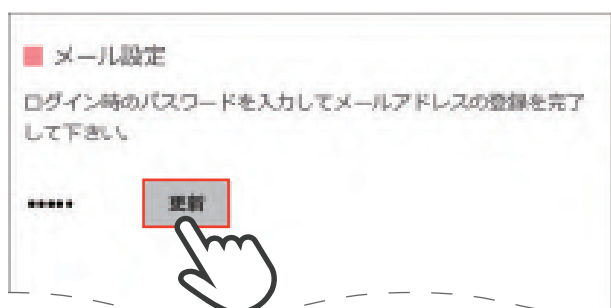 ■ メール設定
ログイン時のパスワードを入力してメールアドレスの登録を完了
して下さい。
••••• 更新